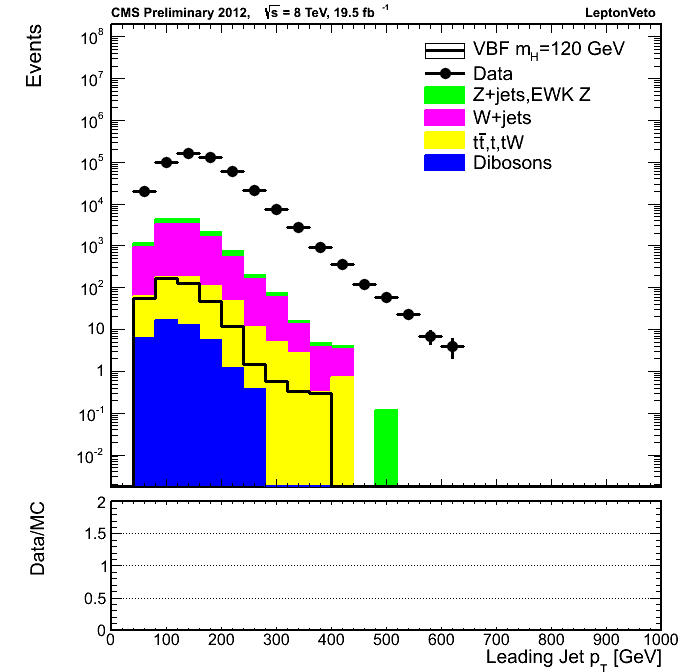 CMS Preliminary 2012, √s = 8 TeV, 19.5 fb⁻¹ LeptonVeto
Events
10⁸
10⁷
10⁶
10⁵
10⁴
10³
10²
10
1
10⁻¹
10⁻²
VBF m_H=120 GeV
Data
Z+jets,EWK Z
W+jets
tt̄,t,tW
Dibosons
Data/MC
2
1.5
1
0.5
0
0 100 200 300 400 500 600 700 800 900 1000
Leading Jet p_T [GeV]